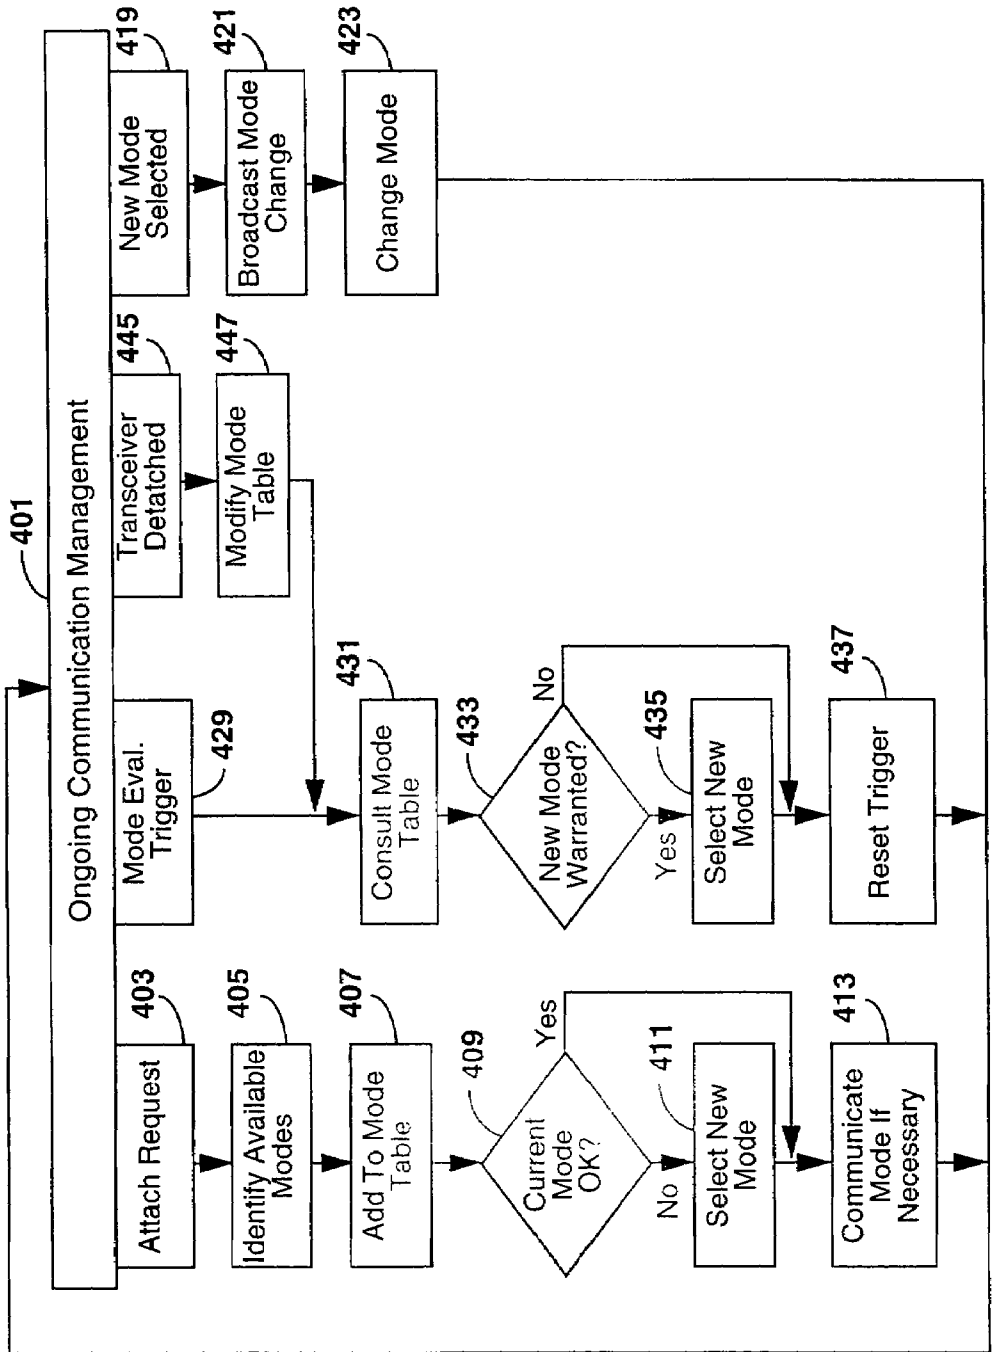 401
Ongoing Communication Management
Attach Request
403
Identify Available
Modes
405
Add To Mode
Table
407
Current
Mode
OK?
409
Yes
No
Select New
Mode
411
Communicate
Mode If
Necessary
413
Mode Eval.
Trigger
429
Consult Mode
Table
431
New Mode
Warranted?
433
No
Yes
Select New
Mode
435
Reset Trigger
437
Transceiver
Detatched
445
Modify Mode
Table
447
New Mode
Selected
419
Broadcast Mode
Change
421
Change Mode
423